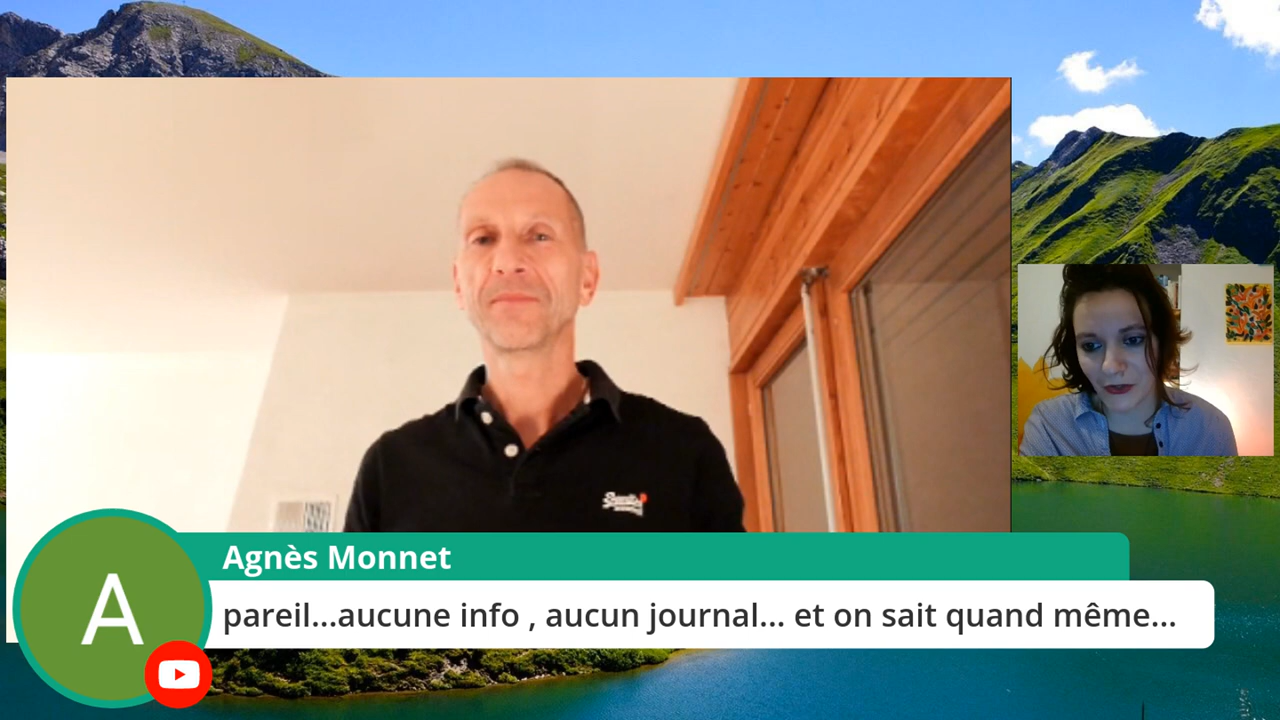 Agnès Monnet
A
pareil...aucune info , aucun journal... et on sait quand même...